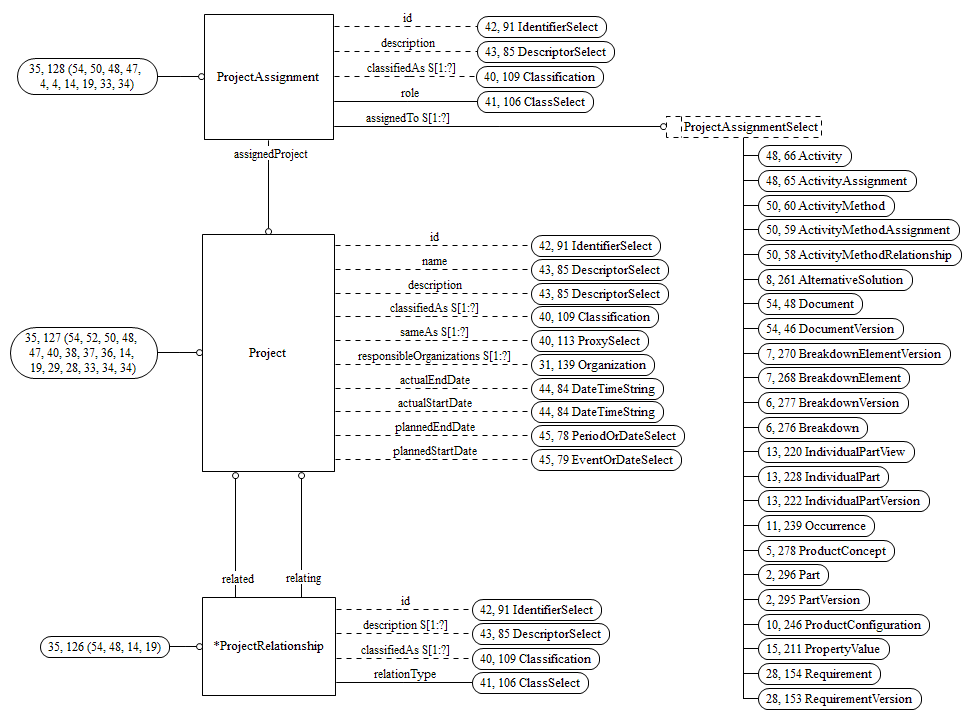 id
42, 91 IdentifierSelect
description
43, 85 DescriptorSelect
35, 128 (54, 50, 48, 47,
4, 4, 14, 19, 33, 34)
ProjectAssignment
classifiedAs S[1:?]
40, 109 Classification
role
41, 106 ClassSelect
assignedTo S[1:?]
ProjectAssignmentSelect
assignedProject
48, 66 Activity
48, 65 ActivityAssignment
50, 60 ActivityMethod
50, 59 ActivityMethodAssignment
50, 58 ActivityMethodRelationship
8, 261 AlternativeSolution
54, 48 Document
54, 46 DocumentVersion
7, 270 BreakdownElementVersion
7, 268 BreakdownElement
6, 277 BreakdownVersion
6, 276 Breakdown
13, 220 IndividualPartView
13, 228 IndividualPart
13, 222 IndividualPartVersion
11, 239 Occurrence
5, 278 ProductConcept
2, 296 Part
2, 295 PartVersion
10, 246 ProductConfiguration
15, 211 PropertyValue
28, 154 Requirement
28, 153 RequirementVersion
id
42, 91 IdentifierSelect
name
43, 85 DescriptorSelect
description
43, 85 DescriptorSelect
classifiedAs S[1:?]
40, 109 Classification
sameAs S[1:?]
40, 113 ProxySelect
35, 127 (54, 52, 50, 48,
47, 40, 38, 37, 36, 14,
19, 29, 28, 33, 34, 34)
Project
responsibleOrganizations S[1:?]
31, 139 Organization
actualEndDate
44, 84 DateTimeString
actualStartDate
44, 84 DateTimeString
plannedEndDate
45, 78 PeriodOrDateSelect
plannedStartDate
45, 79 EventOrDateSelect
related
relating
id
42, 91 IdentifierSelect
description S[1:?]
43, 85 DescriptorSelect
35, 126 (54, 48, 14, 19)
*ProjectRelationship
classifiedAs S[1:?]
40, 109 Classification
relationType
41, 106 ClassSelect